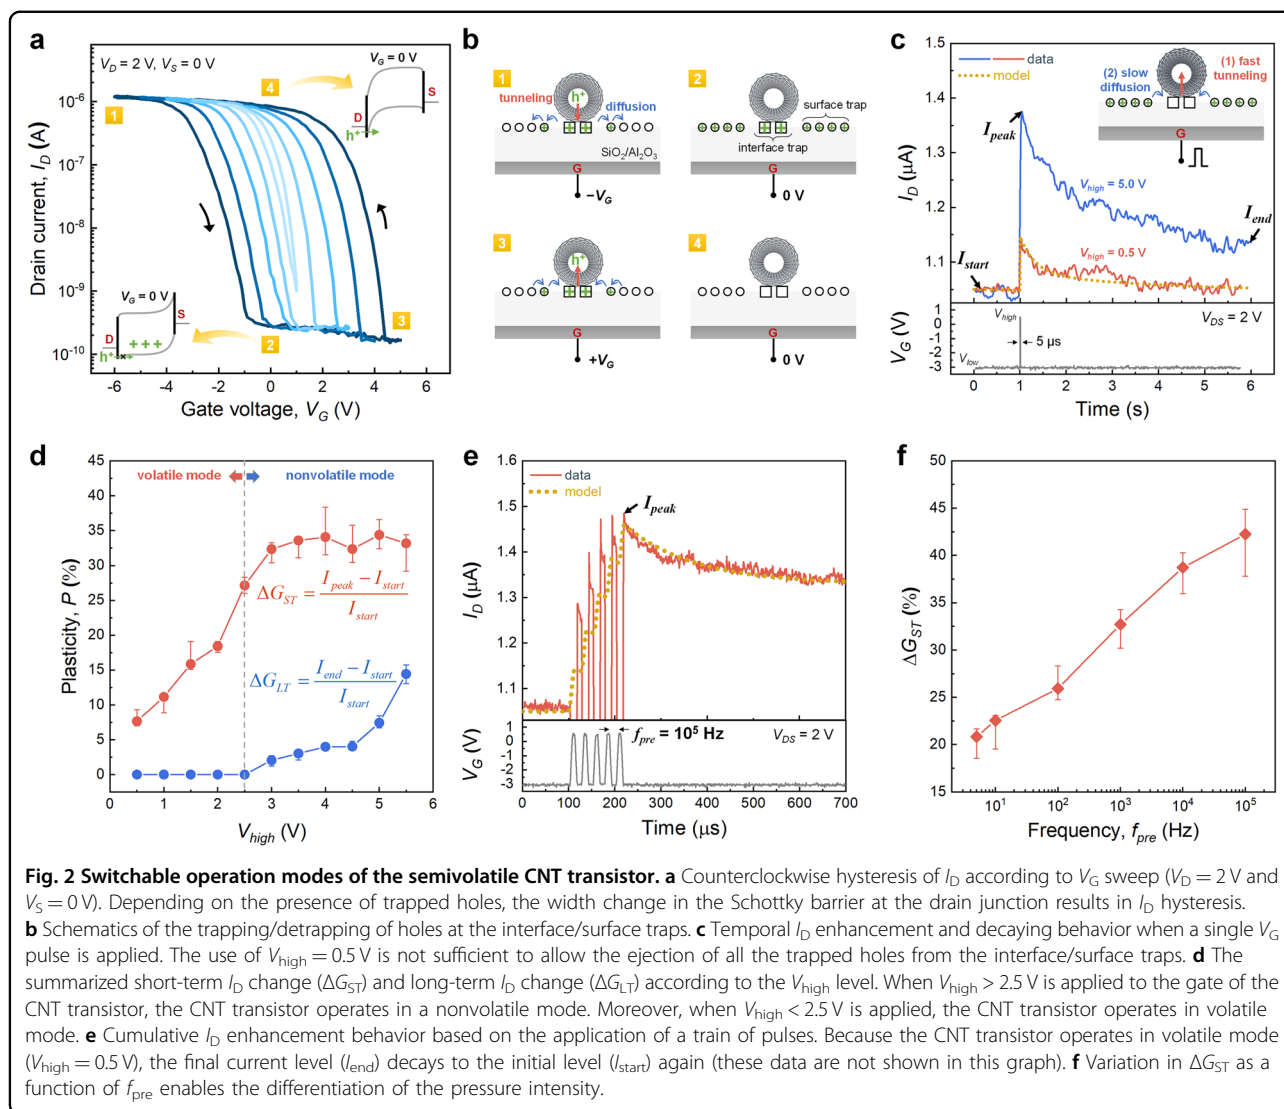 a
V_D = 2 V, V_S = 0 V
V_G = 0 V
4
1
D
S
h⁺
Drain current, I_D (A)
10⁻⁶
10⁻⁷
10⁻⁸
10⁻⁹
10⁻¹⁰
V_G = 0 V
D
S
h⁺
+++
2
3
-6 -4 -2 0 2 4 6
Gate voltage, V_G (V)
b
1
2
tunneling
h⁺
diffusion
surface trap
interface trap
SiO₂/Al₂O₃
G
G
−V_G
0 V
3
4
h⁺
G
G
+V_G
0 V
c
1.5
1.4
1.3
1.2
1.1
I_D (μA)
data
model
(1) fast
tunneling
(2) slow
diffusion
G
I_peak
V_high = 5.0 V
I_end
I_start
V_high = 0.5 V
V_G (V)
1
0
-1
-2
-3
V_high
V_DS = 2 V
5 μs
V_low
0 1 2 3 4 5 6
Time (s)
d
volatile mode
nonvolatile mode
Plasticity, P (%)
45
40
35
30
25
20
15
10
5
0
ΔG_ST = (I_peak − I_start) / I_start
ΔG_LT = (I_end − I_start) / I_start
0 1 2 3 4 5 6
V_high (V)
e
1.6
1.5
1.4
1.3
1.2
1.1
I_D (μA)
data
model
I_peak
V_G (V)
1
0
-1
-2
-3
f_pre = 10⁵ Hz
V_DS = 2 V
0 100 200 300 400 500 600 700
Time (μs)
f
50
45
40
35
30
25
20
15
ΔG_ST (%)
10¹ 10² 10³ 10⁴ 10⁵
Frequency, f_pre (Hz)
Fig. 2 Switchable operation modes of the semivolatile CNT transistor. a Counterclockwise hysteresis of I_D according to V_G sweep (V_D = 2 V and
V_S = 0 V). Depending on the presence of trapped holes, the width change in the Schottky barrier at the drain junction results in I_D hysteresis.
b Schematics of the trapping/detrapping of holes at the interface/surface traps. c Temporal I_D enhancement and decaying behavior when a single V_G
pulse is applied. The use of V_high = 0.5 V is not sufficient to allow the ejection of all the trapped holes from the interface/surface traps. d The
summarized short-term I_D change (ΔG_ST) and long-term I_D change (ΔG_LT) according to the V_high level. When V_high > 2.5 V is applied to the gate of
the CNT transistor, the CNT transistor operates in a nonvolatile mode. Moreover, when V_high < 2.5 V is applied, the CNT transistor operates in volatile
mode. e Cumulative I_D enhancement behavior based on the application of a train of pulses. Because the CNT transistor operates in volatile mode
(V_high = 0.5 V), the final current level (I_end) decays to the initial level (I_start) again (these data are not shown in this graph). f Variation in ΔG_ST as a
function of f_pre enables the differentiation of the pressure intensity.